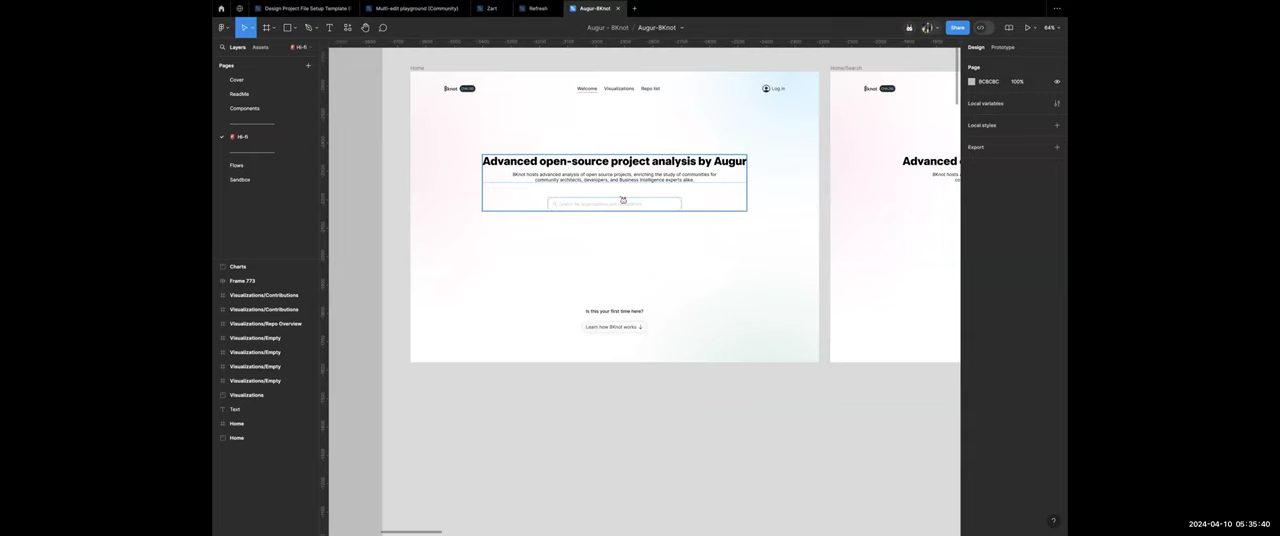 Design Project File Setup Template (
Multi-edit playground (Community)
Zart
Refresh
Augur-8Knot
Augur – 8Knot / Augur-8Knot
Share
64%
Layers
Assets
Hi-fi
Pages
Cover
ReadMe
Components
Hi-fi
Flows
Sandbox
Charts
Frame 773
Visualizations/Contributions
Visualizations/Contributions
Visualizations/Repo Overview
Visualizations/Empty
Visualizations/Empty
Visualizations/Empty
Visualizations/Empty
Visualizations
Text
Home
Home
Home
8knot
Welcome
Visualizations
Repo list
Log in
Advanced open-source project analysis by Augur
8Knot hosts advanced analysis of open source projects, enriching the study of communities for
community architects, developers, and Business Intelligence experts alike.
Is this your first time here?
Learn how 8Knot works ↓
Home/Search
8knot
Advanced
8Knot hosts
co
Design
Prototype
Page
BCBCBC
100%
Local variables
Local styles
Export
?
2024-04-10 05:35:40